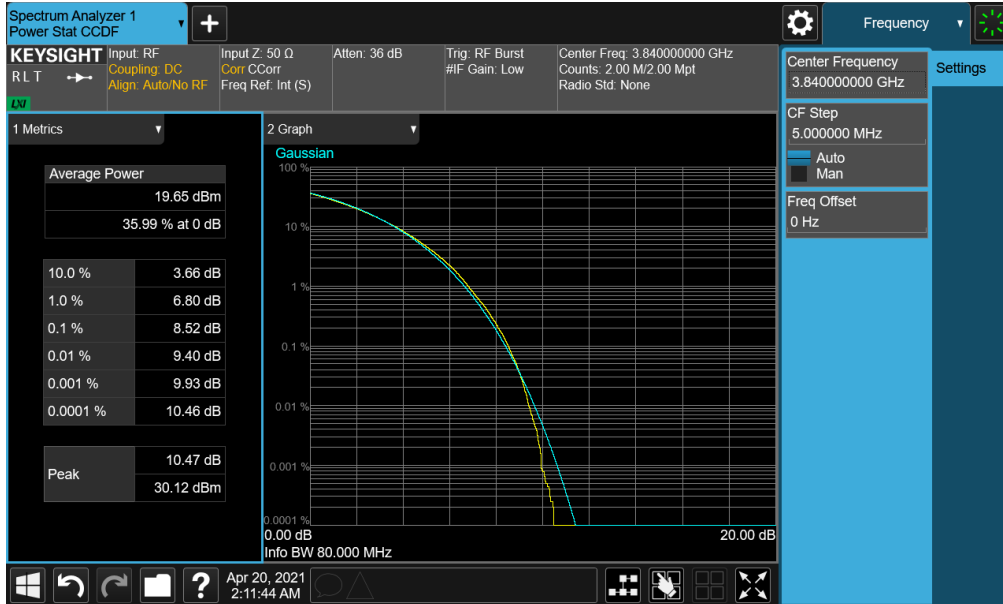 Spectrum Analyzer 1
Power Stat CCDF
Frequency
KEYSIGHT
R L T
LXI
Input: RF
Coupling: DC
Align: Auto/No RF
Input Z: 50 Ω
Corr CCorr
Freq Ref: Int (S)
Atten: 36 dB
Trig: RF Burst
#IF Gain: Low
Center Freq: 3.840000000 GHz
Counts: 2.00 M/2.00 Mpt
Radio Std: None
Center Frequency
3.840000000 GHz
Settings
CF Step
5.000000 MHz
Auto
Man
Freq Offset
0 Hz
1 Metrics
Average Power
19.65 dBm
35.99 % at 0 dB
10.0 % 3.66 dB
1.0 % 6.80 dB
0.1 % 8.52 dB
0.01 % 9.40 dB
0.001 % 9.93 dB
0.0001 % 10.46 dB
Peak
10.47 dB
30.12 dBm
2 Graph
Gaussian
100 %
10 %
1 %
0.1 %
0.01 %
0.001 %
0.0001 %
0.00 dB 20.00 dB
Info BW 80.000 MHz
?
Apr 20, 2021
2:11:44 AM